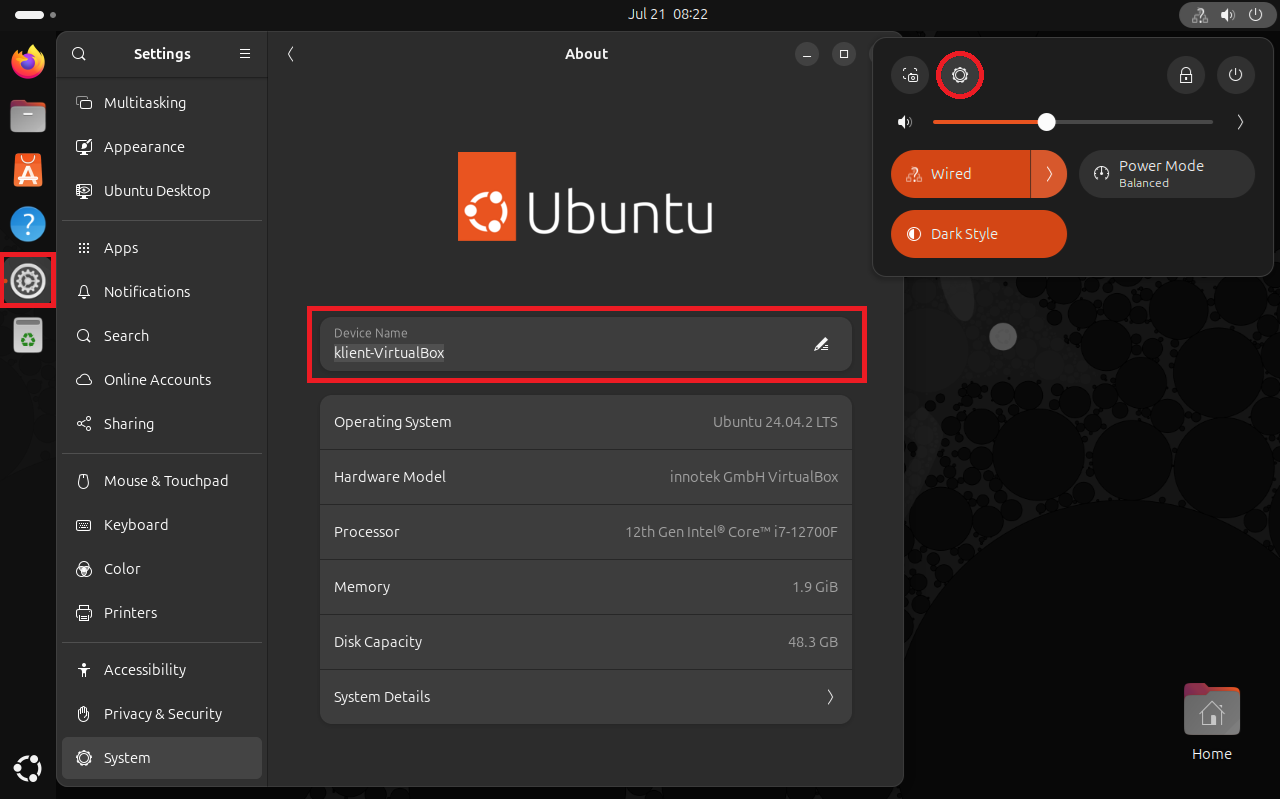 Jul 21 08:22
Settings
About
Multitasking
Appearance
Ubuntu Desktop
Apps
Notifications
Search
Online Accounts
Sharing
Mouse & Touchpad
Keyboard
Color
Printers
Accessibility
Privacy & Security
System
Ubuntu
Device Name
klient-VirtualBox
Operating System
Ubuntu 24.04.2 LTS
Hardware Model
innotek GmbH VirtualBox
Processor
12th Gen Intel® Core™ i7-12700F
Memory
1.9 GiB
Disk Capacity
48.3 GB
System Details
Wired
Power Mode
Balanced
Dark Style
Home